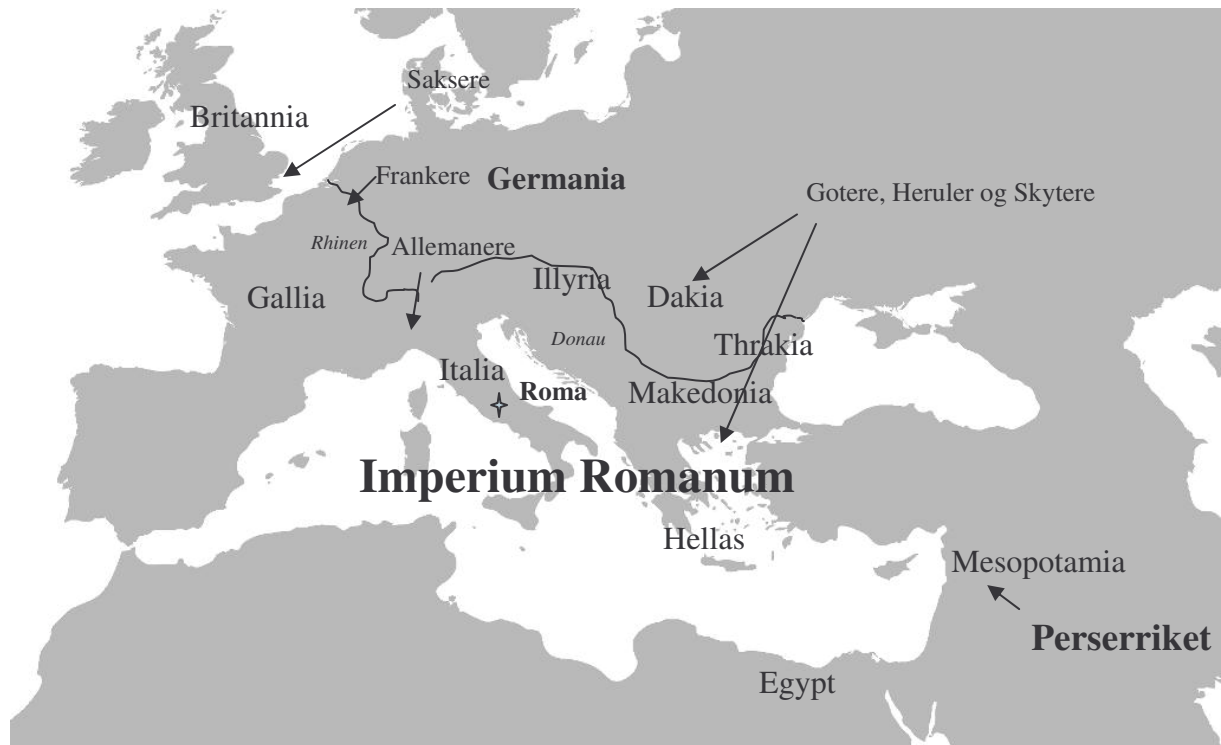 Saksere
Britannia
Frankere
Germania
Gotere, Heruler og Skytere
Rhinen
Allemanere
Illyria
Gallia
Dakia
Donau
Thrakia
Italia
Roma
Makedonia
Imperium Romanum
Hellas
Mesopotamia
Perserriket
Egypt